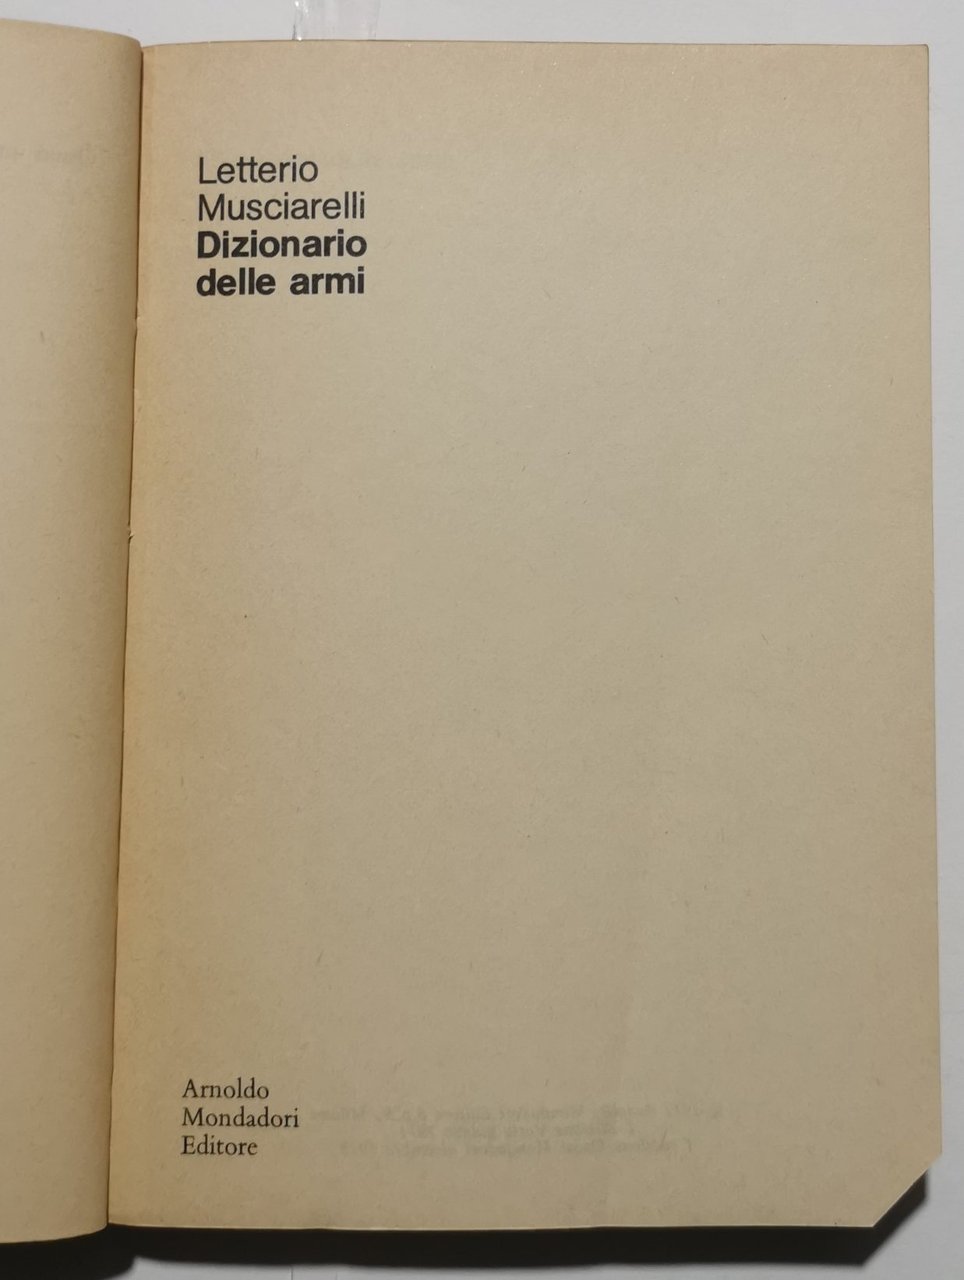 Letterio
Musciarelli
Dizionario
delle armi
Arnoldo
Mondadori
Editore